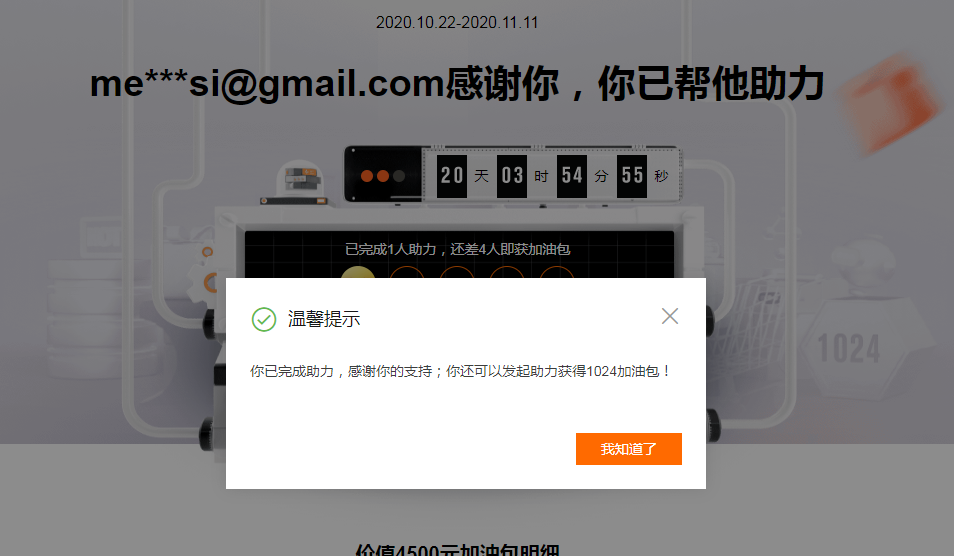 2020.10.22-2020.11.11
me***si@gmail.com感谢你，你已帮他助力
20 天 03 时 54 分 55 秒
已完成1人助力，还差4人即获加油包
温馨提示
你已完成助力，感谢你的支持；你还可以发起助力获得1024加油包！
1024
我知道了
价值4500元加油包明细